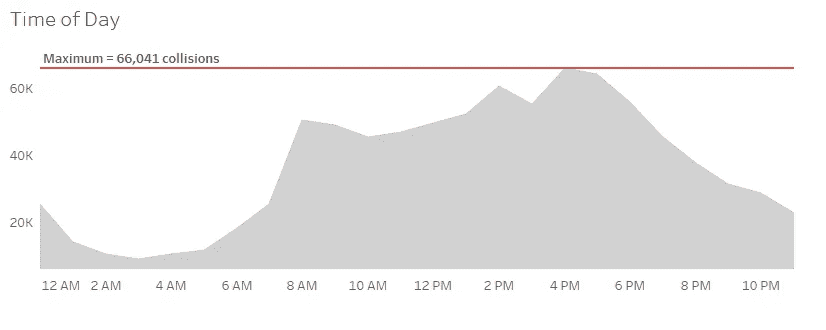 Time of Day
Maximum = 66,041 collisions
60K
40K
20K
12 AM 2 AM 4 AM 6 AM 8 AM 10 AM 12 PM 2 PM 4 PM 6 PM 8 PM 10 PM